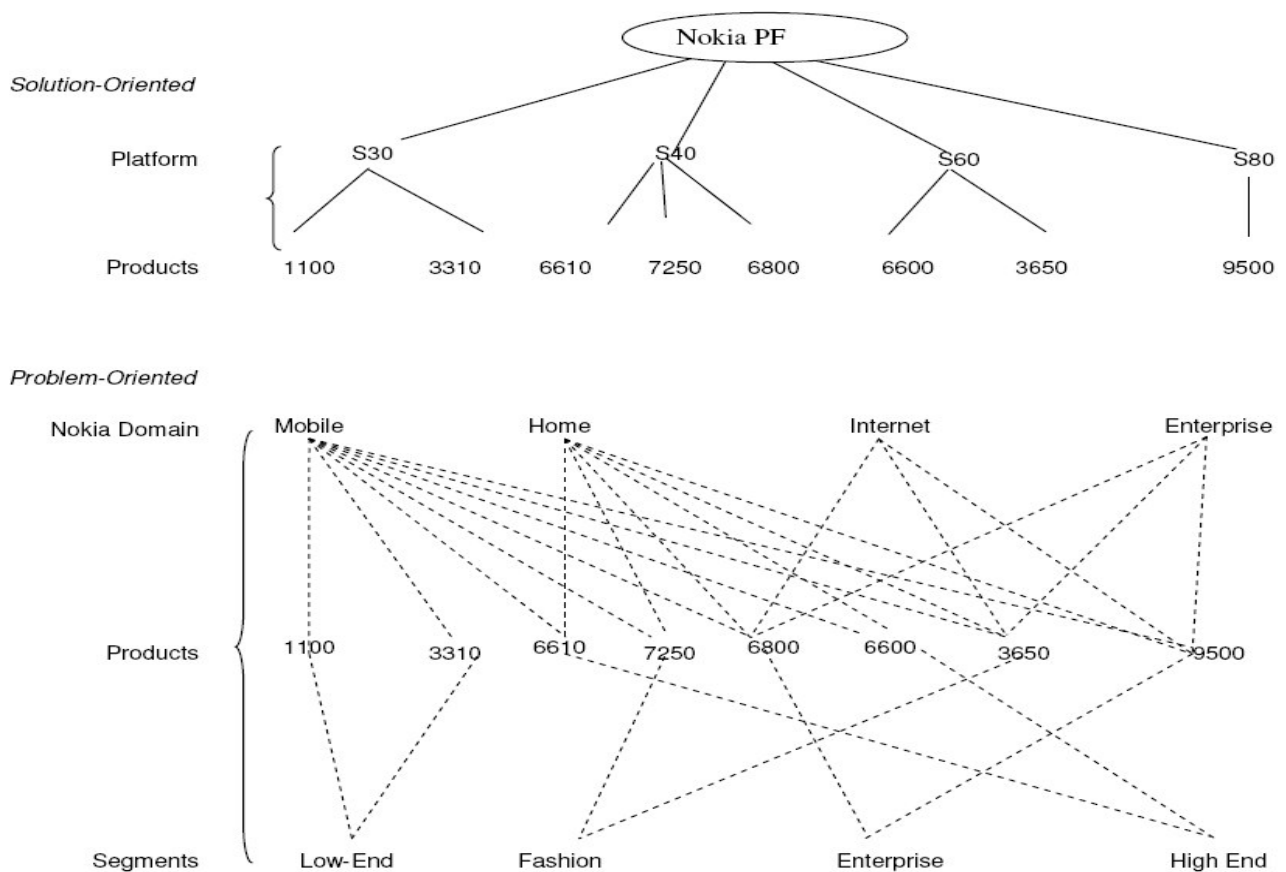 Nokia PF
Solution-Oriented
Platform S30 S40 S60 S80
Products 1100 3310 6610 7250 6800 6600 3650 9500
Problem-Oriented
Nokia Domain Mobile Home Internet Enterprise
Products 1100 3310 6610 7250 6800 6600 3650 9500
Segments Low-End Fashion Enterprise High End